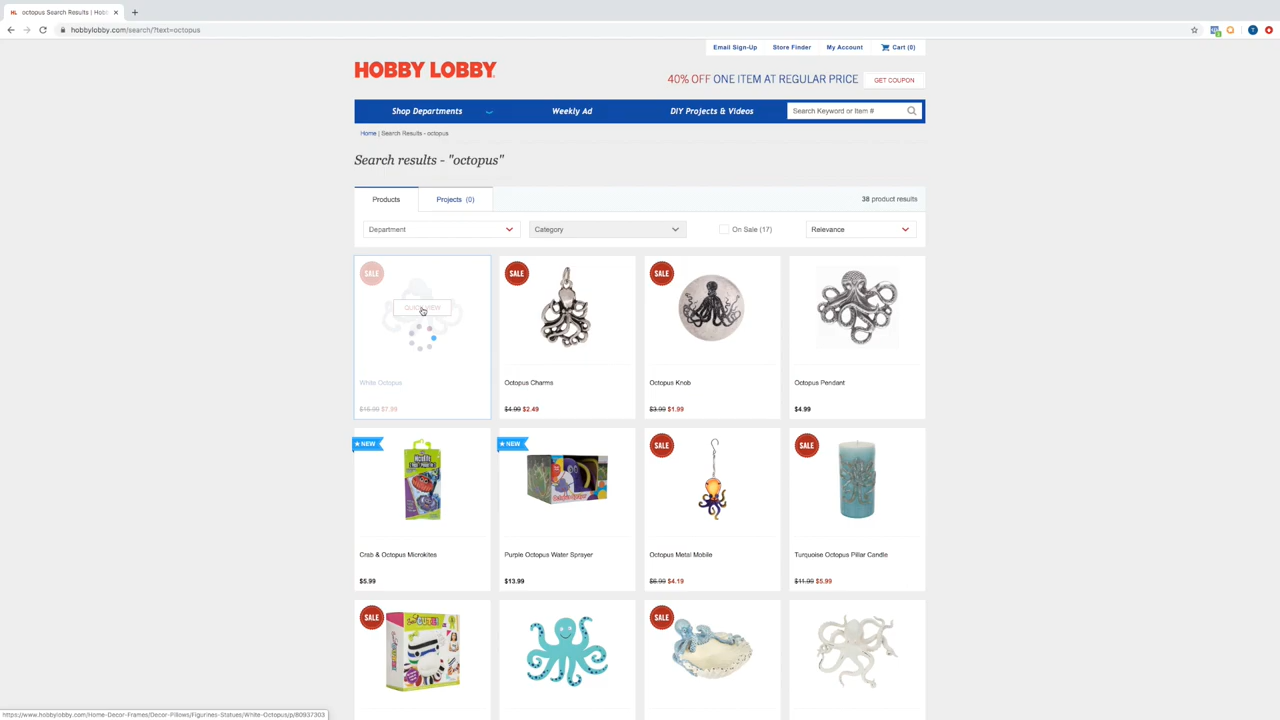 octopus Search Results | Hobb
hobbylobby.com/search/?text=octopus
Email Sign-Up
Store Finder
My Account
Cart (0)
HOBBY LOBBY
40% OFF ONE ITEM AT REGULAR PRICE
GET COUPON
Shop Departments
Weekly Ad
DIY Projects & Videos
Search Keyword or Item #
Home | Search Results - octopus
Search results - "octopus"
Products
Projects (0)
38 product results
Department
Category
On Sale (17)
Relevance
SALE
SALE
SALE
QUICK VIEW
White Octopus
Octopus Charms
Octopus Knob
Octopus Pendant
$15.99 $7.99
$4.99 $2.49
$3.99 $1.99
$4.99
NEW
NEW
SALE
SALE
Crab & Octopus Microkites
Purple Octopus Water Sprayer
Octopus Metal Mobile
Turquoise Octopus Pillar Candle
$5.99
$13.99
$6.99 $4.19
$11.99 $5.99
SALE
SALE
https://www.hobbylobby.com/Home-Decor-Frames/Decor-Pillows/Figurines-Statues/White-Octopus/p/80937303